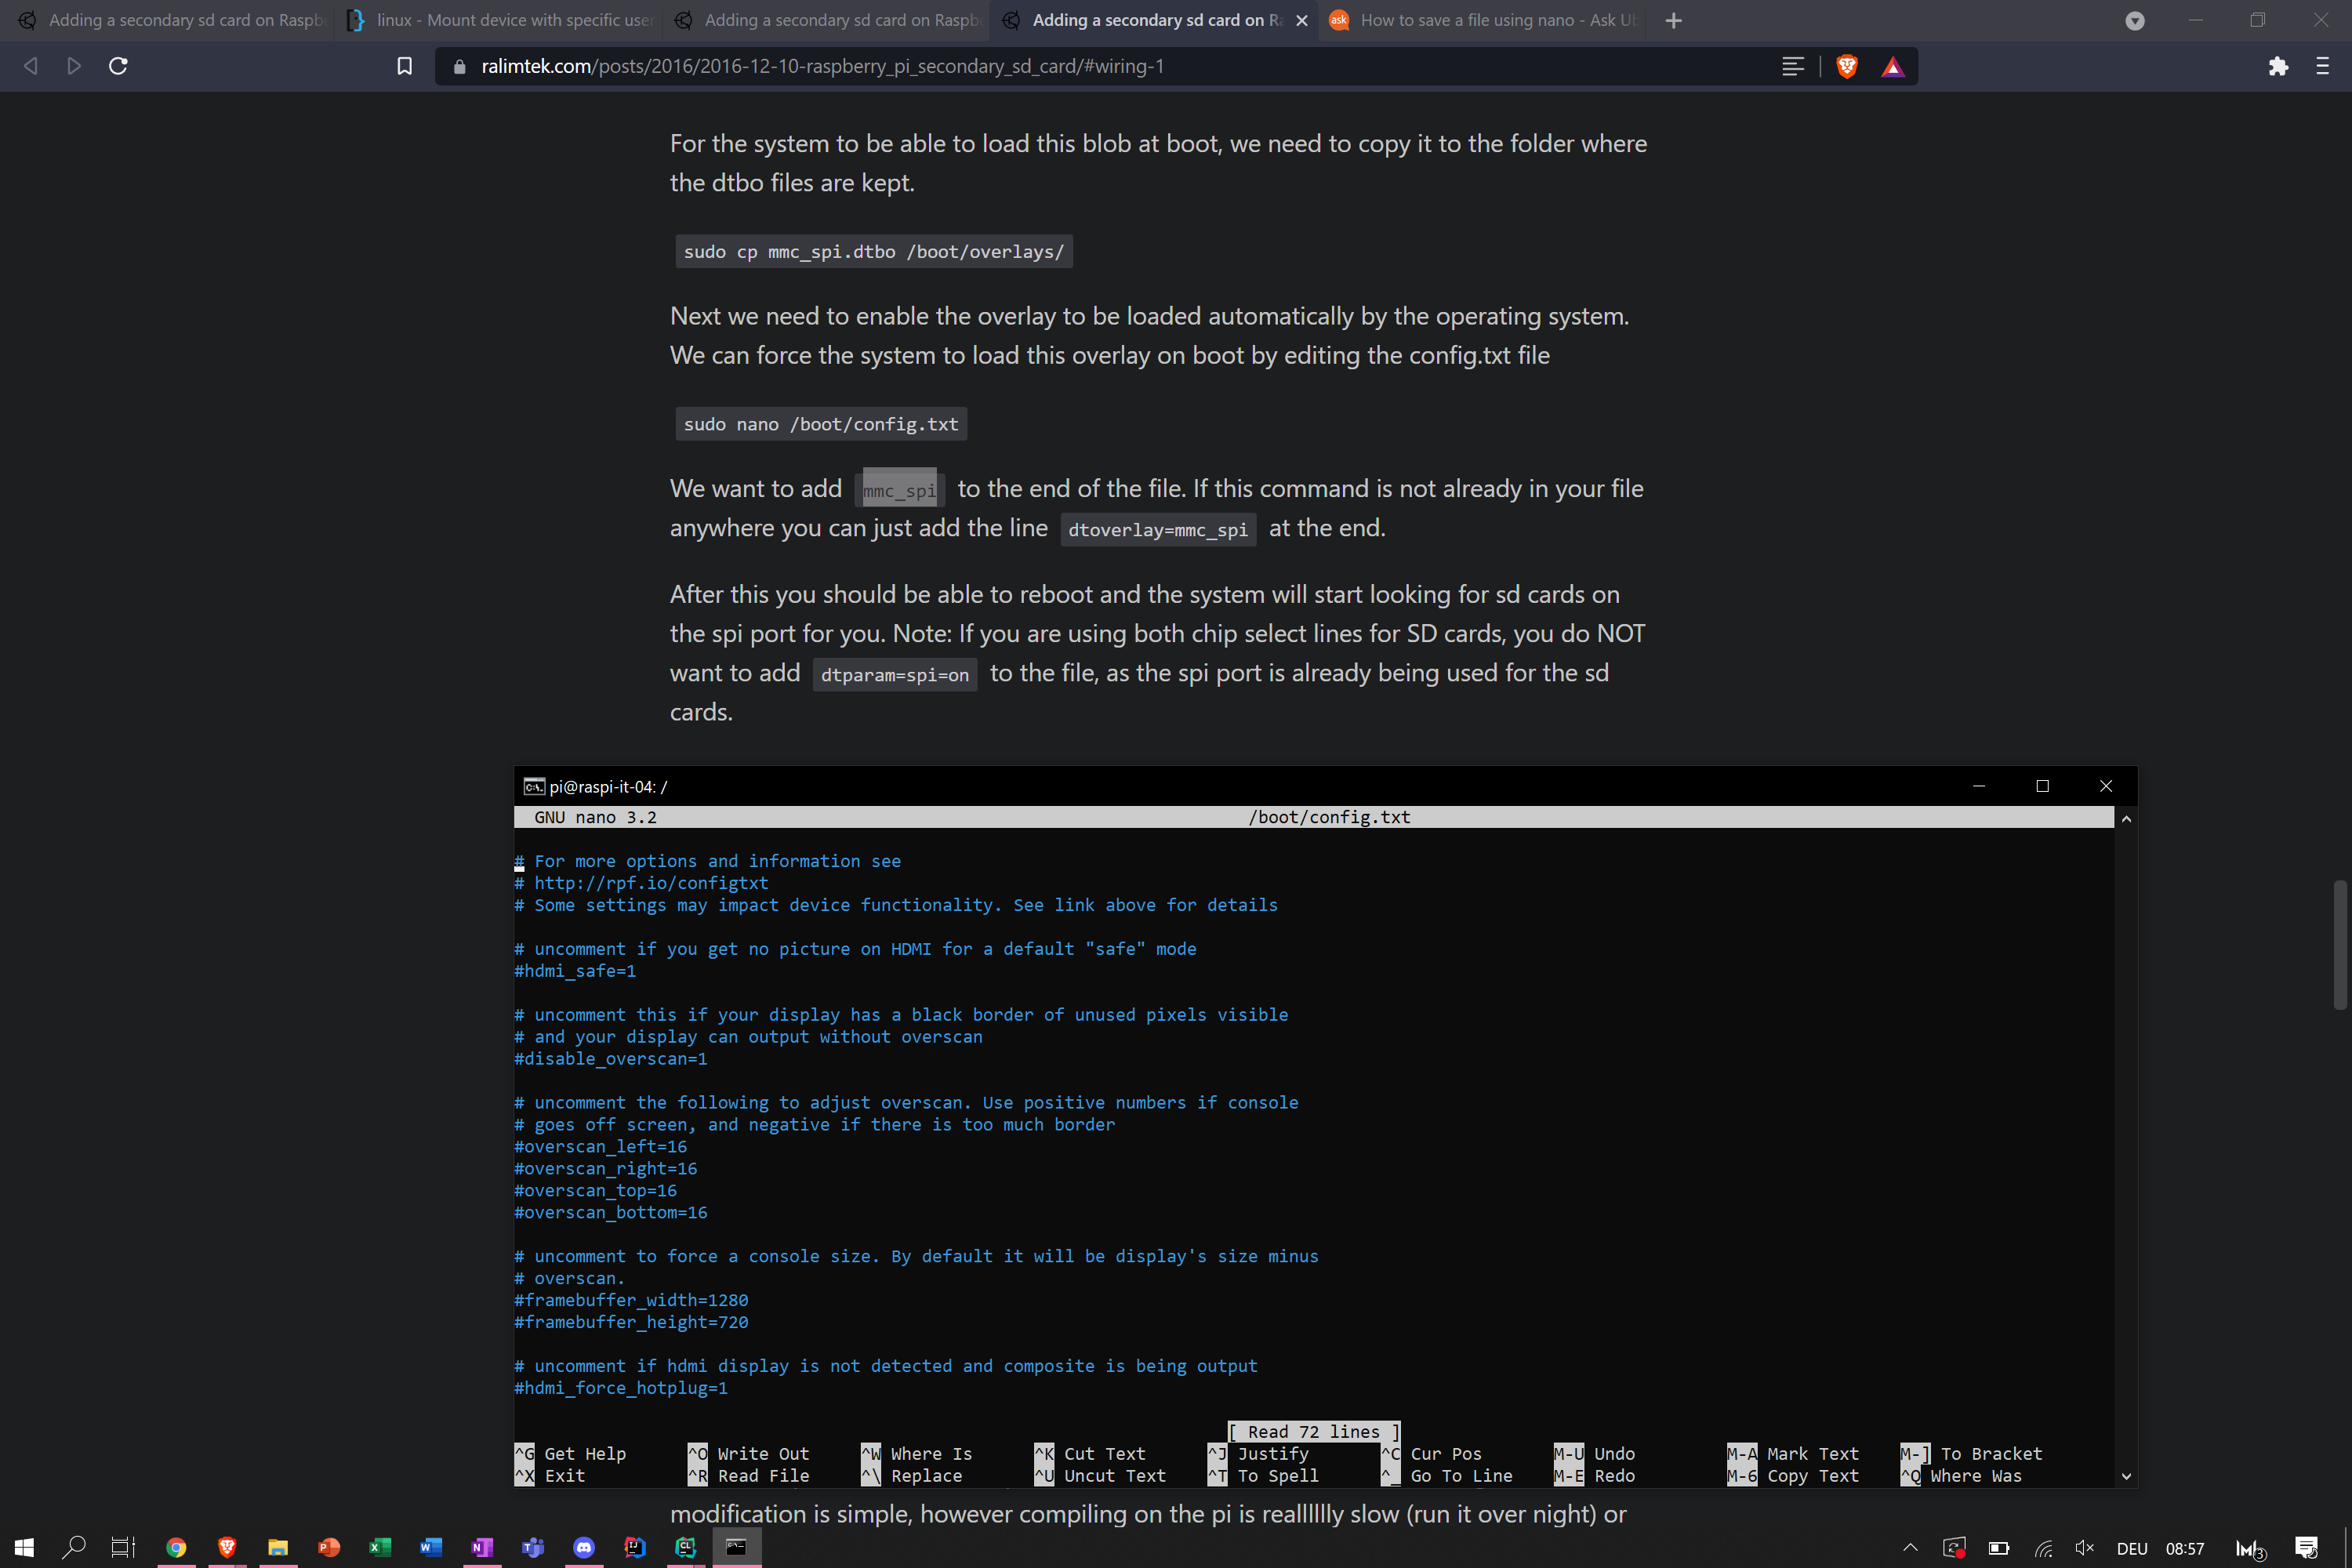 Adding a secondary sd card on Raspb
linux - Mount device with specific user
Adding a secondary sd card on Raspb
Adding a secondary sd card on Ra
ask
How to save a file using nano - Ask Ub
ralimtek.com/posts/2016/2016-12-10-raspberry_pi_secondary_sd_card/#wiring-1
For the system to be able to load this blob at boot, we need to copy it to the folder where
the dtbo files are kept.
sudo cp mmc_spi.dtbo /boot/overlays/
Next we need to enable the overlay to be loaded automatically by the operating system.
We can force the system to load this overlay on boot by editing the config.txt file
sudo nano /boot/config.txt
We want to add mmc_spi to the end of the file. If this command is not already in your file
anywhere you can just add the line dtoverlay=mmc_spi at the end.
After this you should be able to reboot and the system will start looking for sd cards on
the spi port for you. Note: If you are using both chip select lines for SD cards, you do NOT
want to add dtparam=spi=on to the file, as the spi port is already being used for the sd
cards.
pi@raspi-it-04: /
GNU nano 3.2 /boot/config.txt
# For more options and information see
# http://rpf.io/configtxt
# Some settings may impact device functionality. See link above for details
# uncomment if you get no picture on HDMI for a default "safe" mode
#hdmi_safe=1
# uncomment this if your display has a black border of unused pixels visible
# and your display can output without overscan
#disable_overscan=1
# uncomment the following to adjust overscan. Use positive numbers if console
# goes off screen, and negative if there is too much border
#overscan_left=16
#overscan_right=16
#overscan_top=16
#overscan_bottom=16
# uncomment to force a console size. By default it will be display's size minus
# overscan.
#framebuffer_width=1280
#framebuffer_height=720
# uncomment if hdmi display is not detected and composite is being output
#hdmi_force_hotplug=1
[ Read 72 lines ]
^G Get Help ^O Write Out ^W Where Is ^K Cut Text ^J Justify ^C Cur Pos M-U Undo M-A Mark Text M-] To Bracket
^X Exit ^R Read File ^\ Replace ^U Uncut Text ^T To Spell ^_ Go To Line M-E Redo M-6 Copy Text ^Q Where Was
modification is simple, however compiling on the pi is realllllly slow (run it over night) or
DEU 08:57